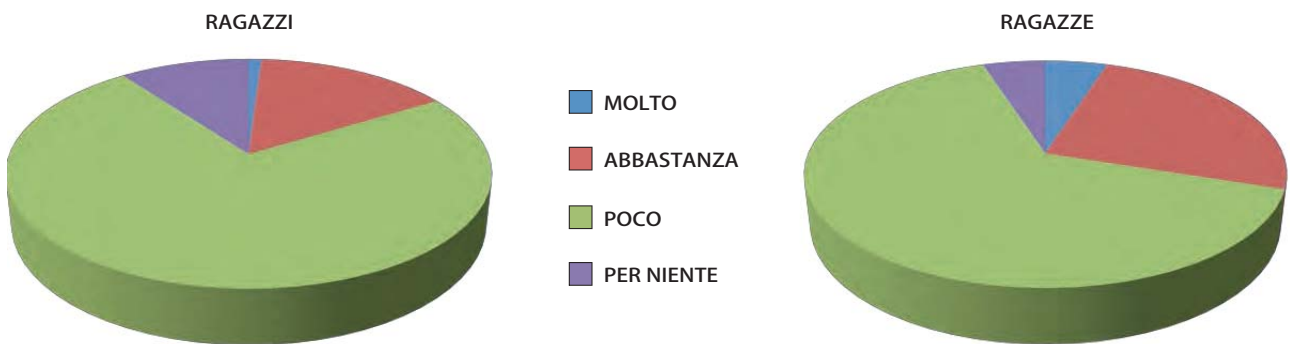 RAGAZZI
RAGAZZE
MOLTO
ABBASTANZA
POCO
PER NIENTE